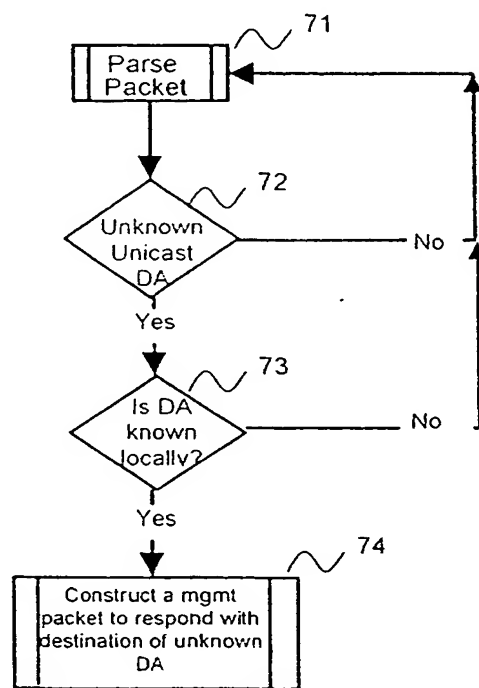 71
Parse
Packet
72
Unknown
Unicast
DA
No
Yes
73
Is DA
known
locally?
No
Yes
74
Construct a mgmt
packet to respond with
destination of unknown
DA